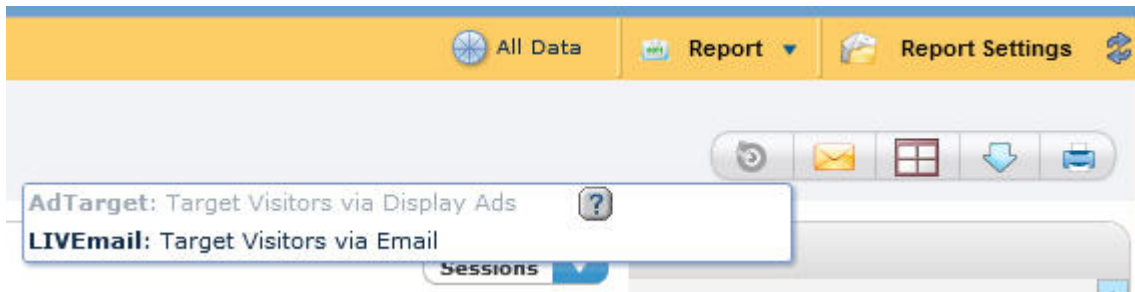 All Data
Report
Report Settings
AdTarget: Target Visitors via Display Ads ?
LIVEmail: Target Visitors via Email
Sessions